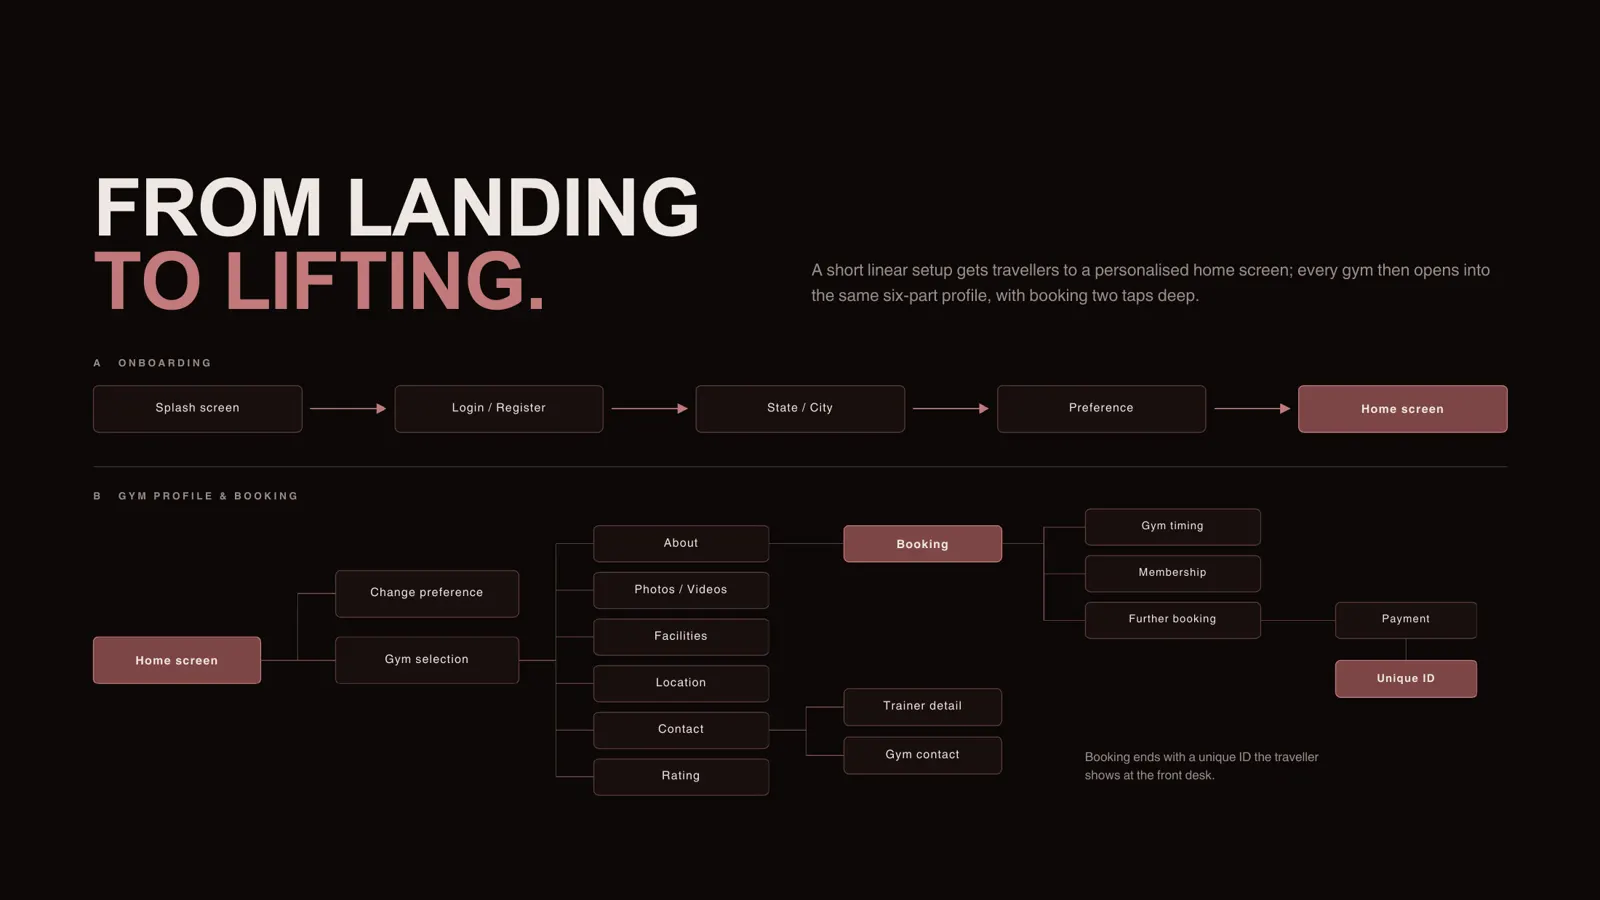 FROM LANDING
TO LIFTING.
A short linear setup gets travellers to a personalised home screen; every gym then opens into
the same six-part profile, with booking two taps deep.
A ONBOARDING
Splash screen
Login / Register
State / City
Preference
Home screen
B GYM PROFILE & BOOKING
Home screen
Change preference
Gym selection
About
Photos / Videos
Facilities
Location
Contact
Rating
Booking
Trainer detail
Gym contact
Gym timing
Membership
Further booking
Payment
Unique ID
Booking ends with a unique ID the traveller
shows at the front desk.